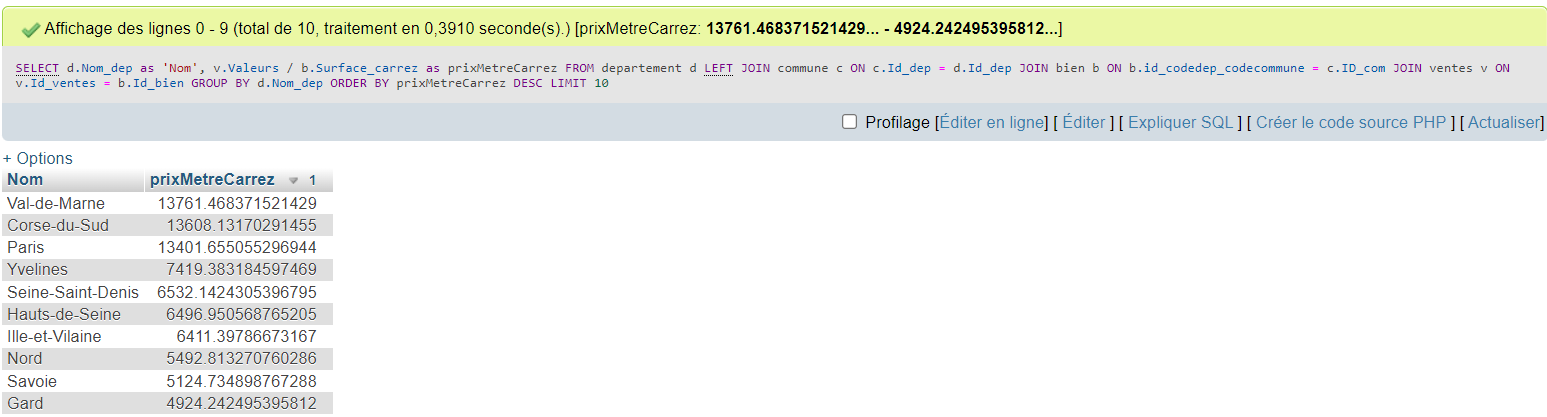 Affichage des lignes 0 - 9 (total de 10, traitement en 0,3910 seconde(s).) [prixMetreCarrez: 13761.468371521429... - 4924.242495395812...]
SELECT d.Nom_dep as 'Nom', v.Valeurs / b.Surface_carrez as prixMetreCarrez FROM departement d LEFT JOIN commune c ON c.Id_dep = d.Id_dep JOIN bien b ON b.id_codedep_codecommune = c.ID_com JOIN ventes v ON
v.Id_ventes = b.Id_bien GROUP BY d.Nom_dep ORDER BY prixMetreCarrez DESC LIMIT 10
Profilage [Éditer en ligne] [ Éditer ] [ Expliquer SQL ] [ Créer le code source PHP ] [ Actualiser]
+ Options
Nom prixMetreCarrez 1
Val-de-Marne 13761.468371521429
Corse-du-Sud 13608.13170291455
Paris 13401.655055296944
Yvelines 7419.383184597469
Seine-Saint-Denis 6532.1424305396795
Hauts-de-Seine 6496.950568765205
Ille-et-Vilaine 6411.39786673167
Nord 5492.813270760286
Savoie 5124.734898767288
Gard 4924.242495395812